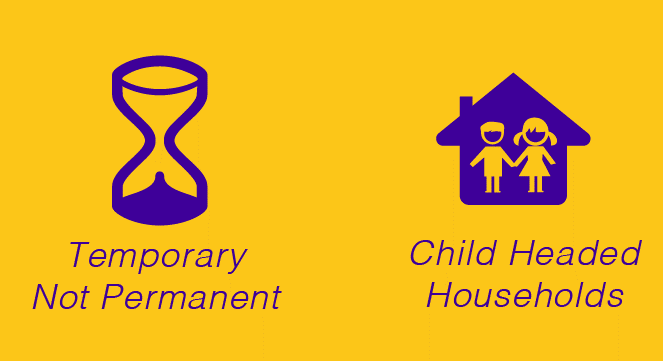 Temporary
Not Permanent
Child Headed
Households